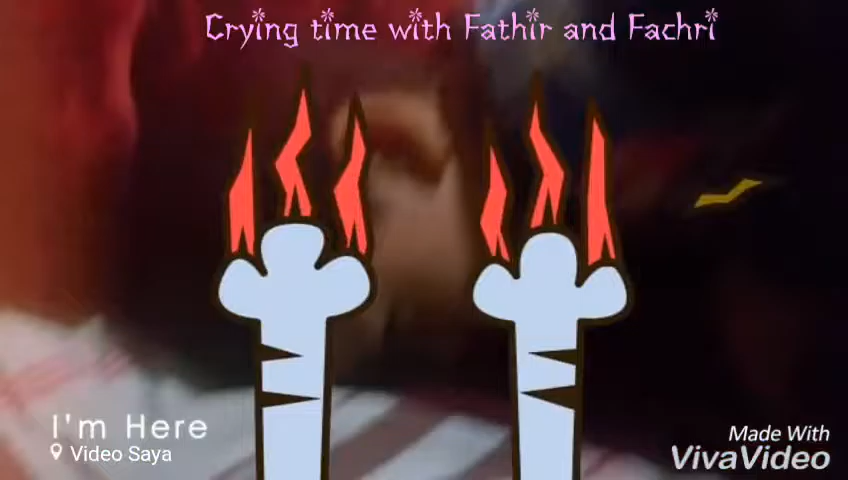 Crying time with Fathir and Fachri
I'm Here
Video Saya
Made With
VivaVideo